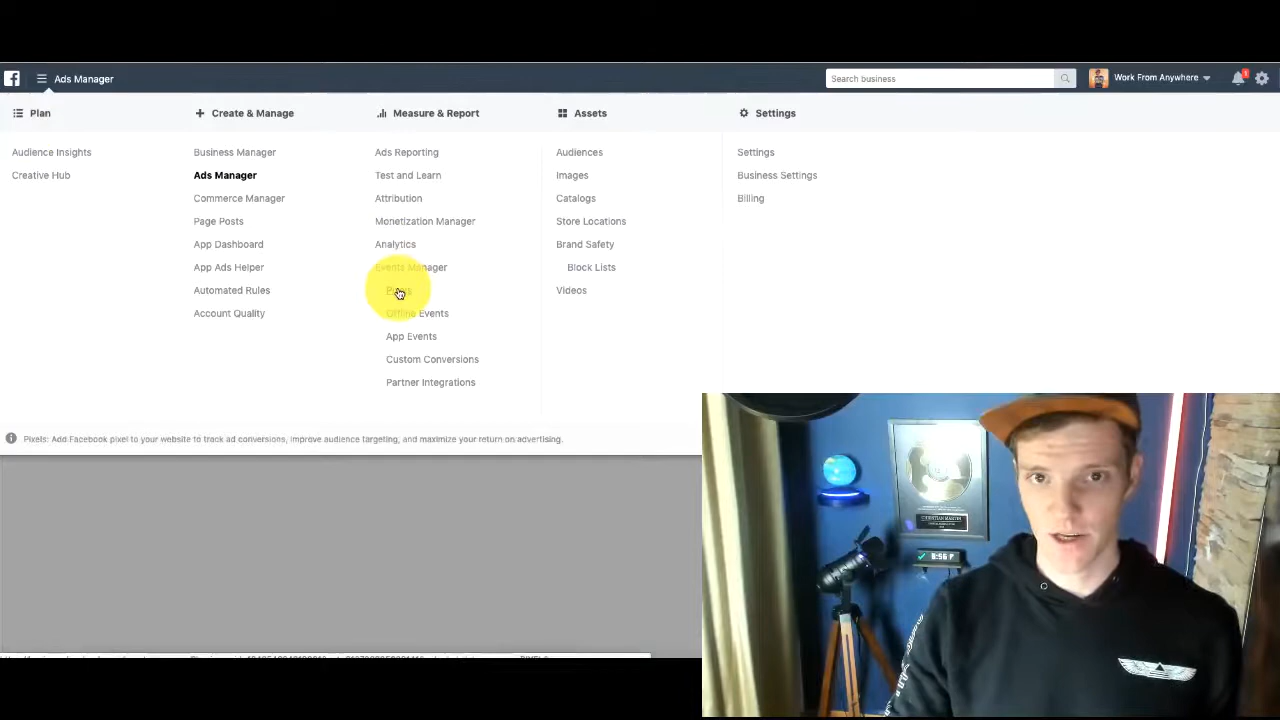 Ads Manager
Search business
Work From Anywhere
Plan
Create & Manage
Measure & Report
Assets
Settings
Audience Insights
Creative Hub
Business Manager
Ads Manager
Commerce Manager
Page Posts
App Dashboard
App Ads Helper
Automated Rules
Account Quality
Ads Reporting
Test and Learn
Attribution
Monetization Manager
Analytics
Events Manager
Pixels
Offline Events
App Events
Custom Conversions
Partner Integrations
Audiences
Images
Catalogs
Store Locations
Brand Safety
Block Lists
Videos
Settings
Business Settings
Billing
Pixels: Add Facebook pixel to your website to track ad conversions, improve audience targeting, and maximize your return on advertising.
CHRISTIAN MARTIN